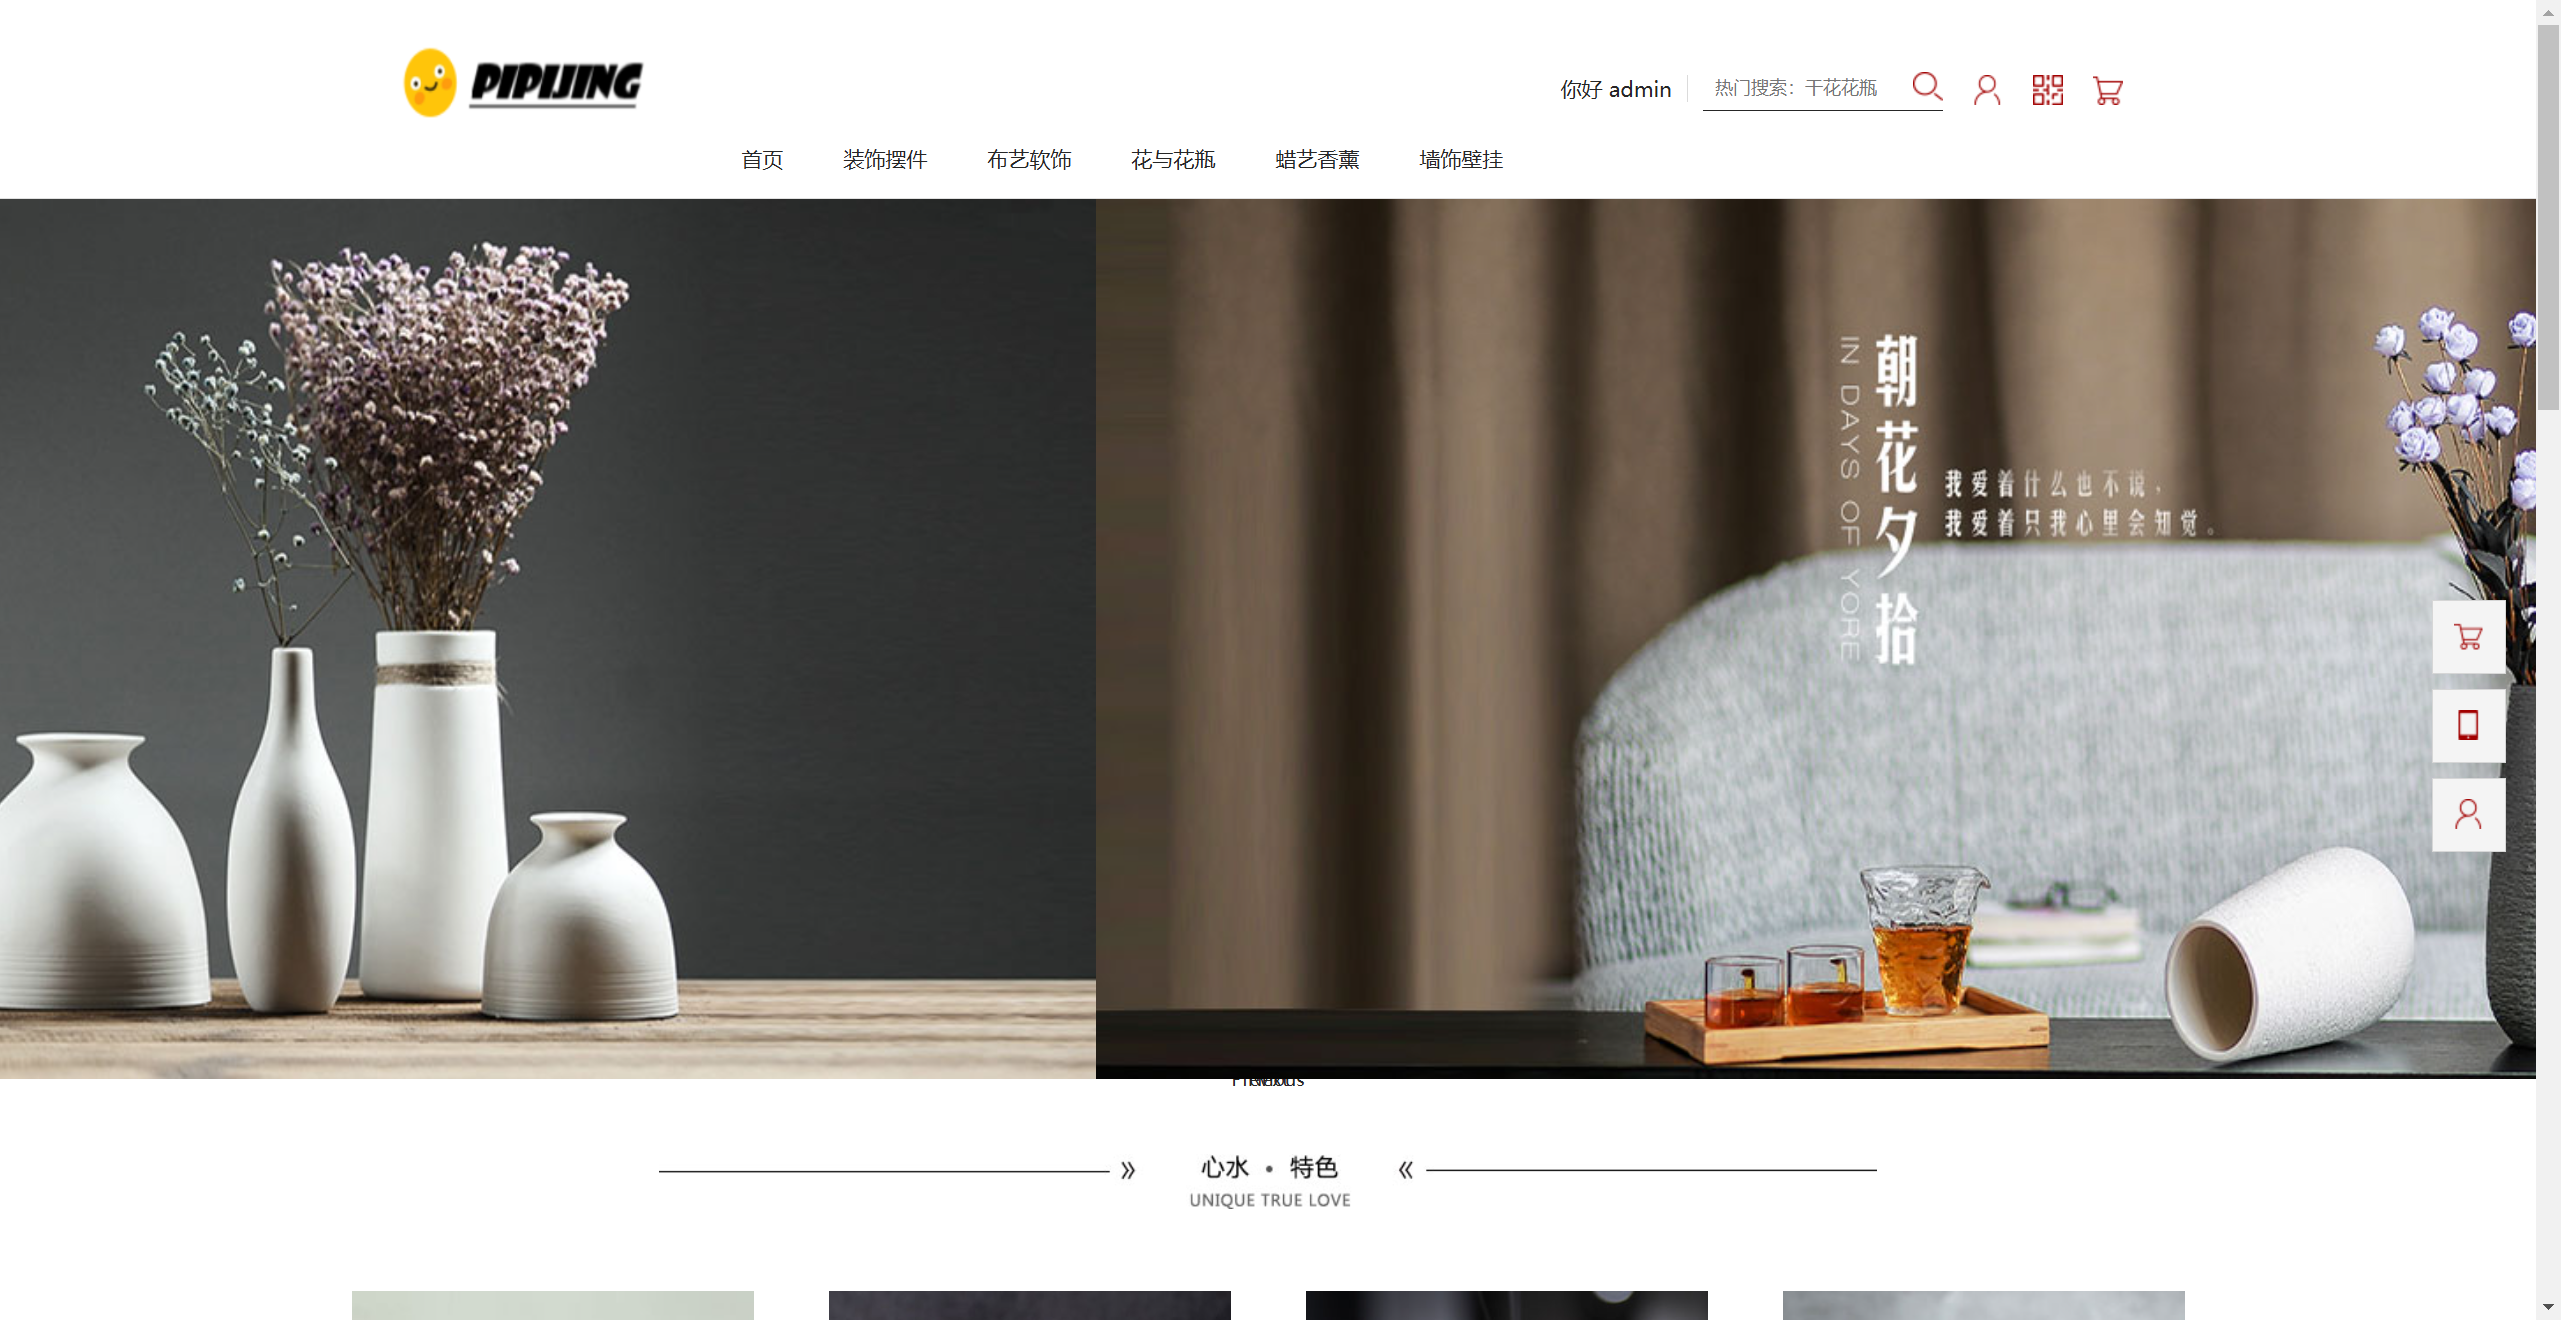 PIPIJING
你好 admin
热门搜索：干花花瓶
首页
装饰摆件
布艺软饰
花与花瓶
蜡艺香薰
墙饰壁挂
朝花夕拾
IN DAYS OF YORE
我爱着什么也不说，
我爱着只我心里会知觉。
心水 • 特色
UNIQUE TRUE LOVE